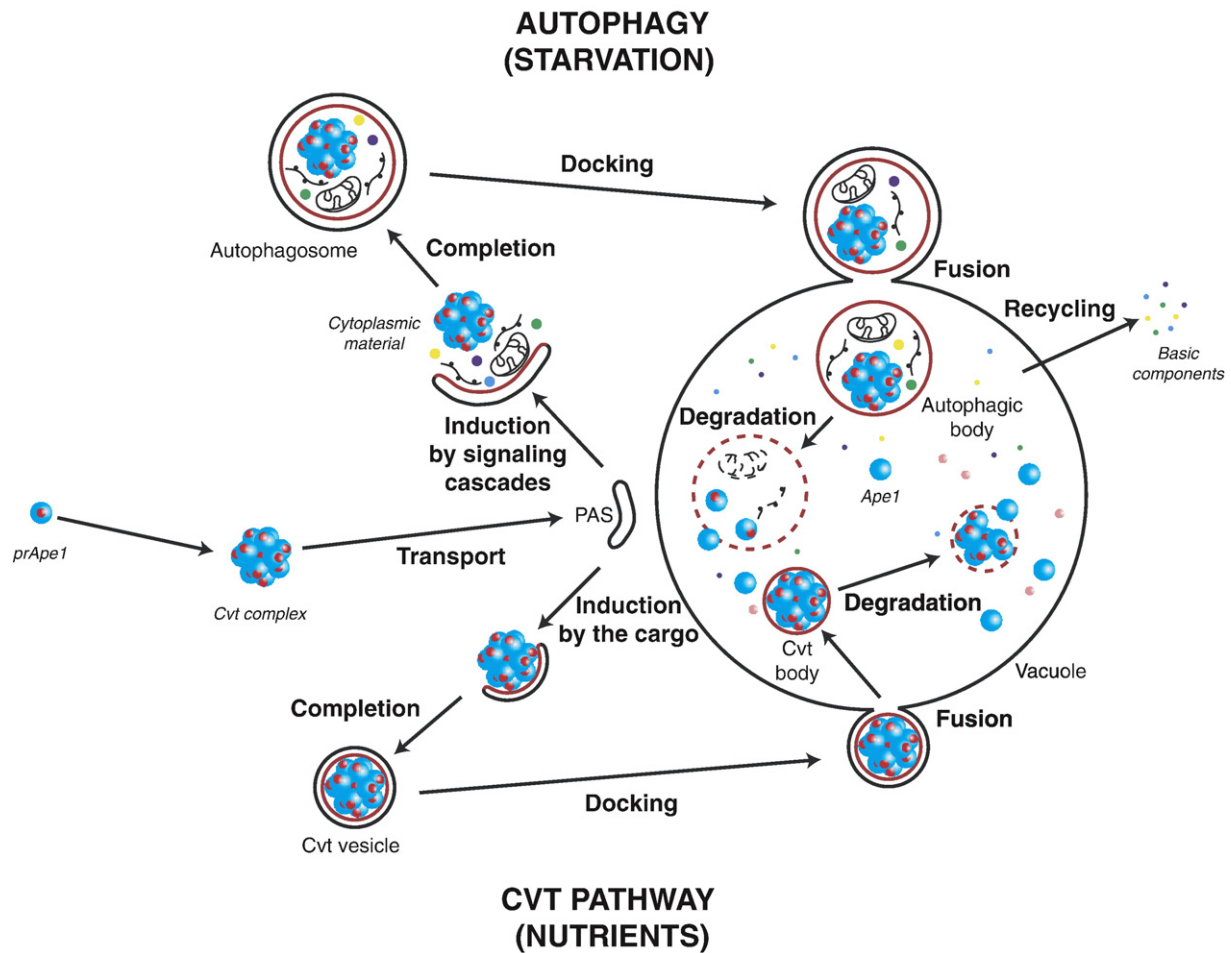 AUTOPHAGY
(STARVATION)
Docking
Autophagosome
Completion
Fusion
Recycling
Cytoplasmic
material
Basic
components
Autophagic
body
Degradation
Induction
by signaling
cascades
Ape1
PAS
prApe1
Transport
Cvt complex
Induction
by the cargo
Degradation
Cvt
body
Vacuole
Completion
Fusion
Docking
Cvt vesicle
CVT PATHWAY
(NUTRIENTS)